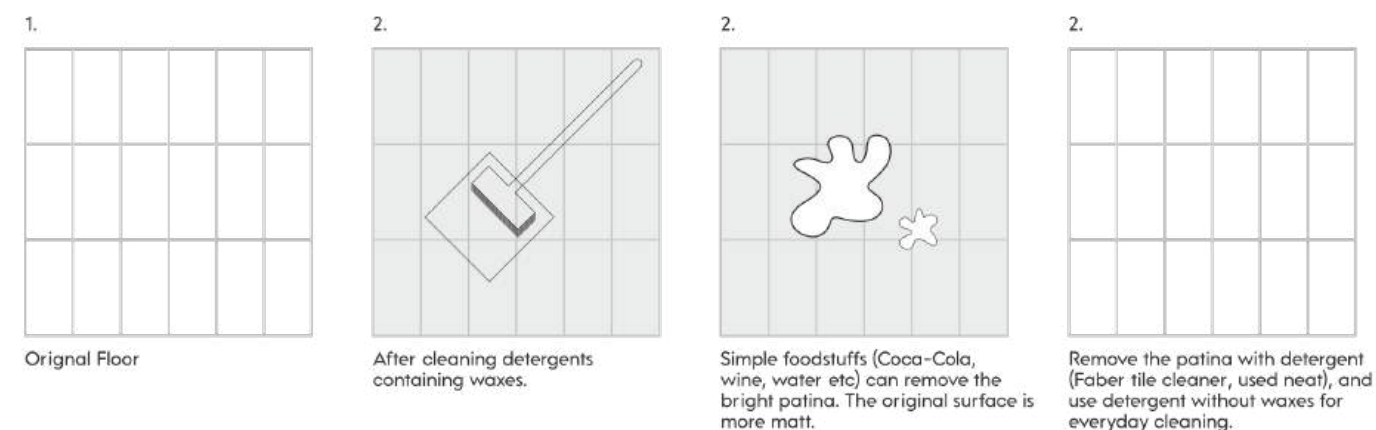 1.
Orignal Floor
2.
After cleaning detergents
containing waxes.
2.
Simple foodstuffs (Coca-Cola,
wine, water etc) can remove the
bright patina. The original surface is
more matt.
2.
Remove the patina with detergent
(Faber tile cleaner, used neat), and
use detergent without waxes for
everyday cleaning.